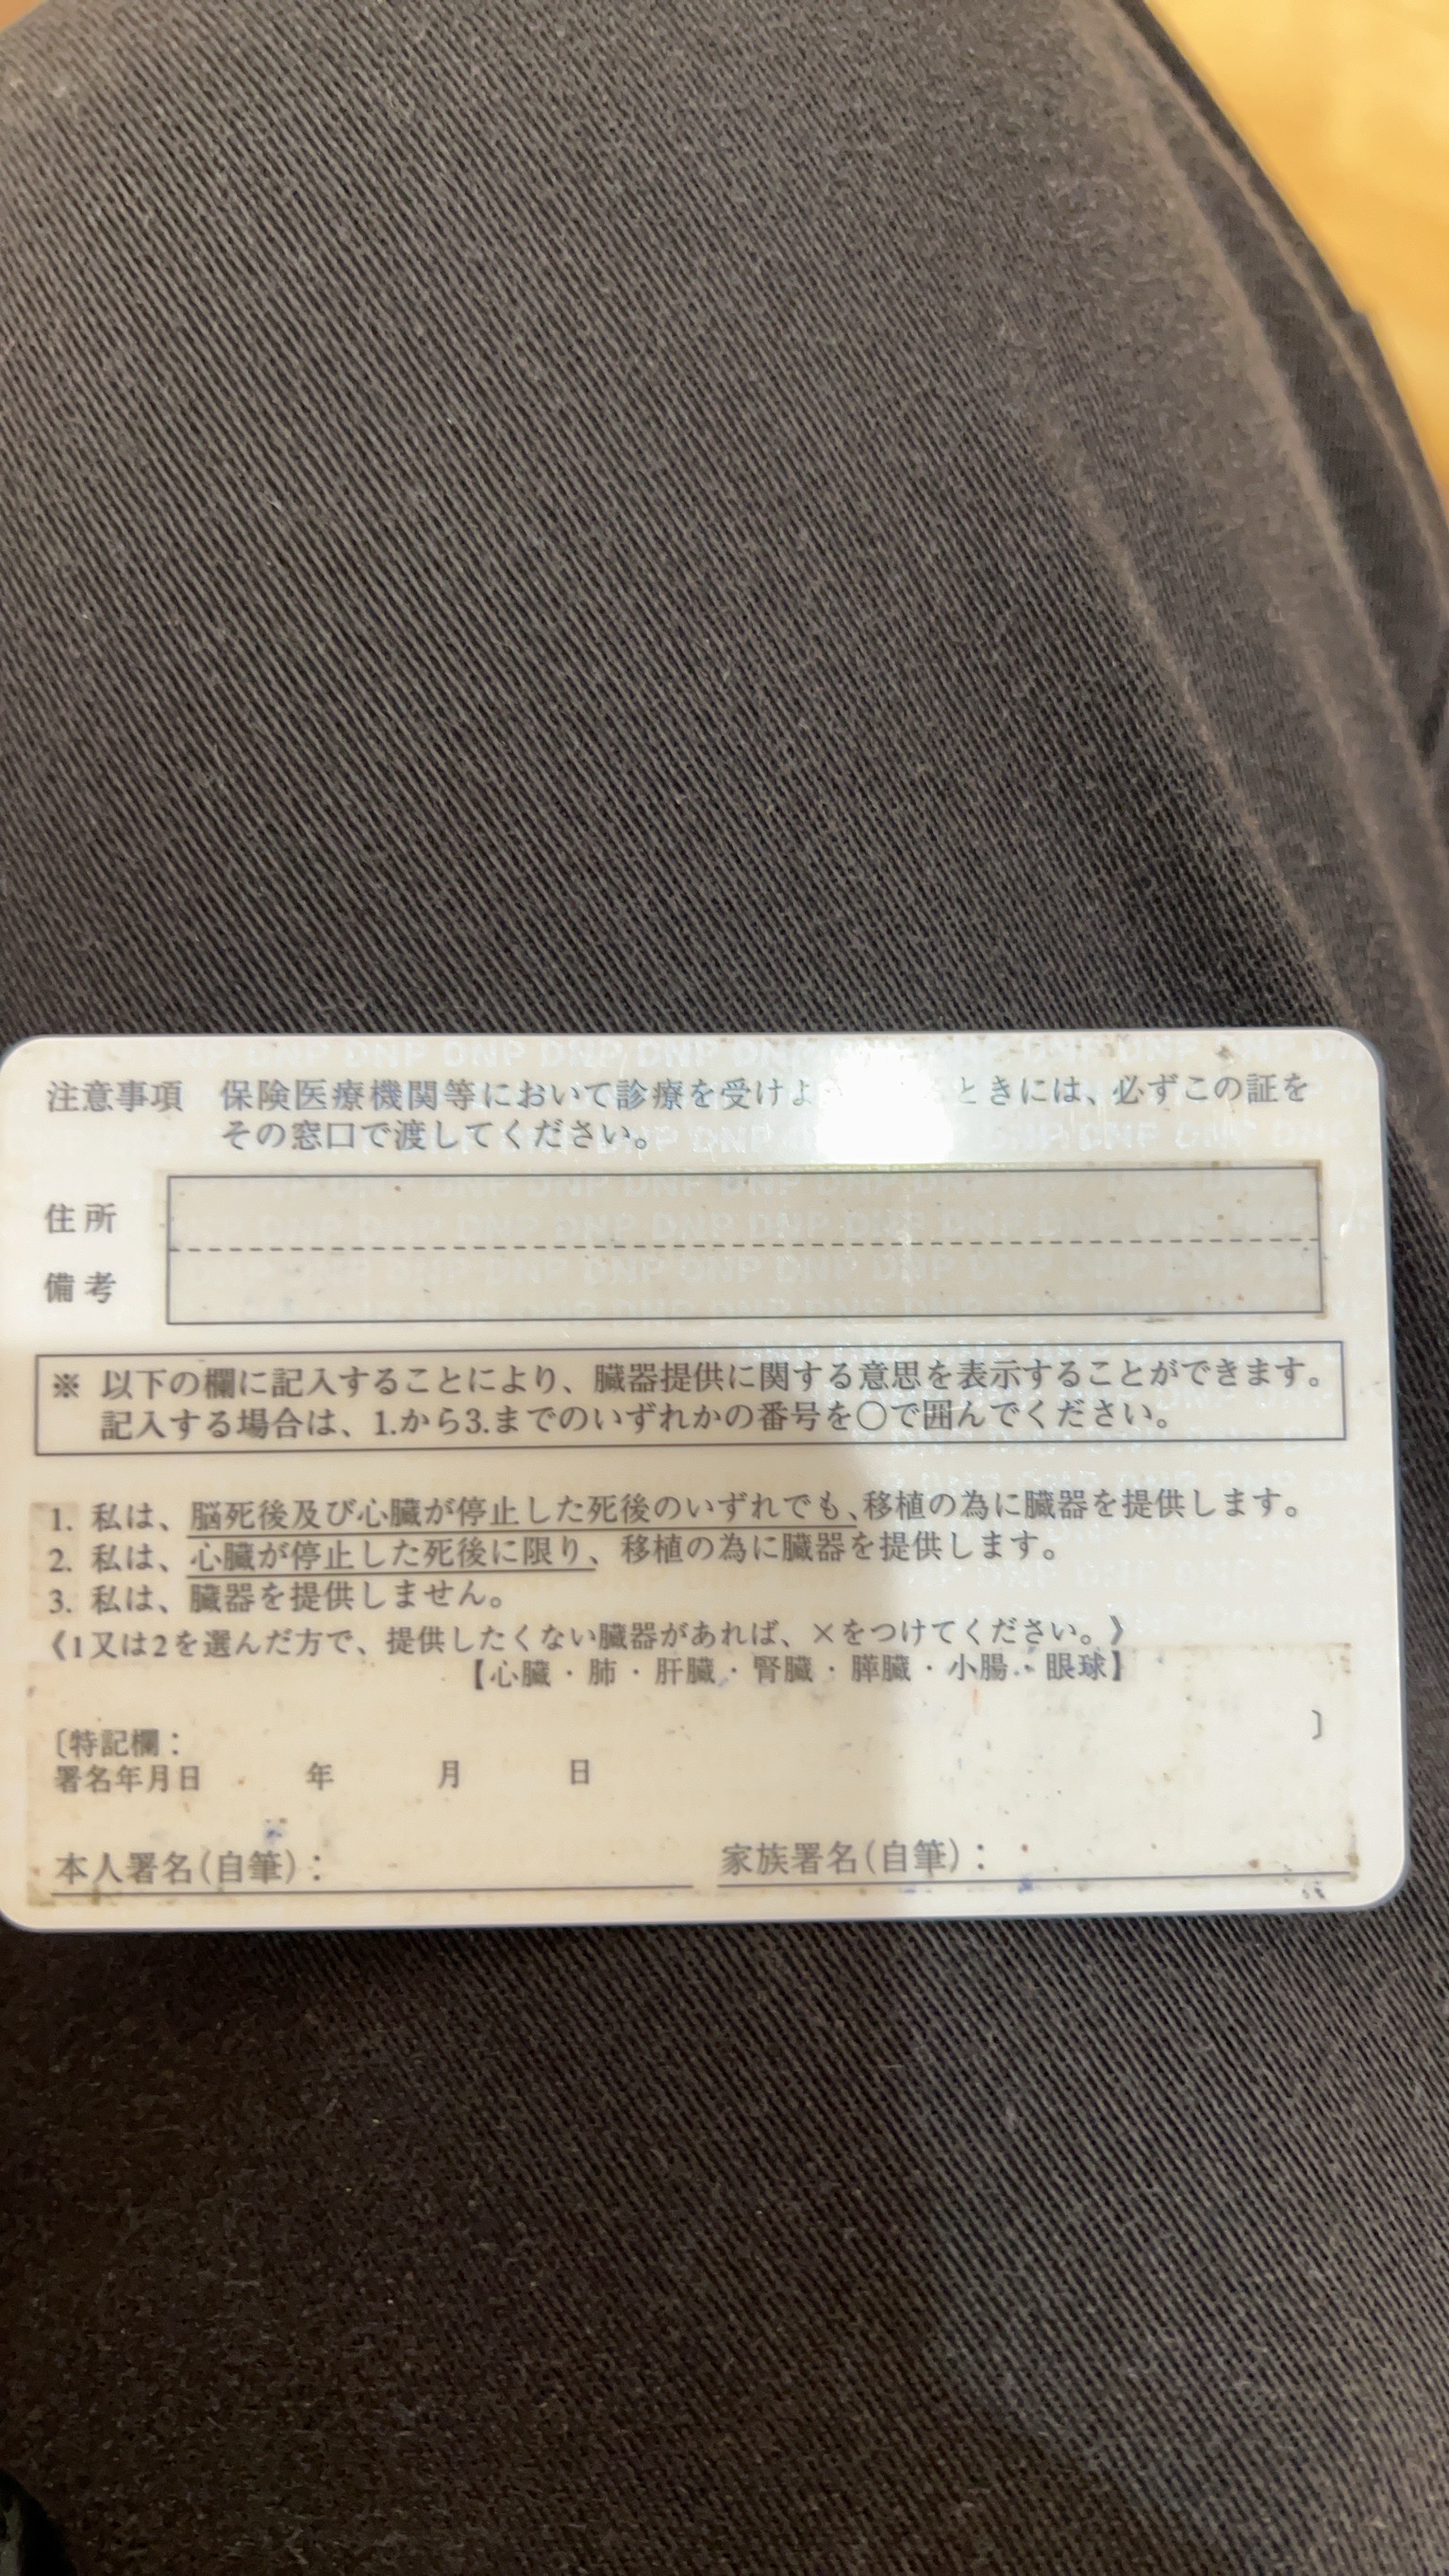 注意事項 保険医療機関等において診療を受けよ ときには、必ずこの証を
その窓口で渡してください。
住所
備考
※ 以下の欄に記入することにより、臓器提供に関する意思を表示することができます。
記入する場合は、1.から3.までのいずれかの番号を〇で囲んでください。
1. 私は、脳死後及び心臓が停止した死後のいずれでも、移植の為に臓器を提供します。
2. 私は、心臓が停止した死後に限り、移植の為に臓器を提供します。
3. 私は、臓器を提供しません。
《1又は2を選んだ方で、提供したくない臓器があれば、×をつけてください。》
【心臓・肺・肝臓・腎臓・膵臓・小腸・眼球】
〔特記欄： 〕
署名年月日 年 月 日
本人署名(自筆)： 家族署名(自筆)：